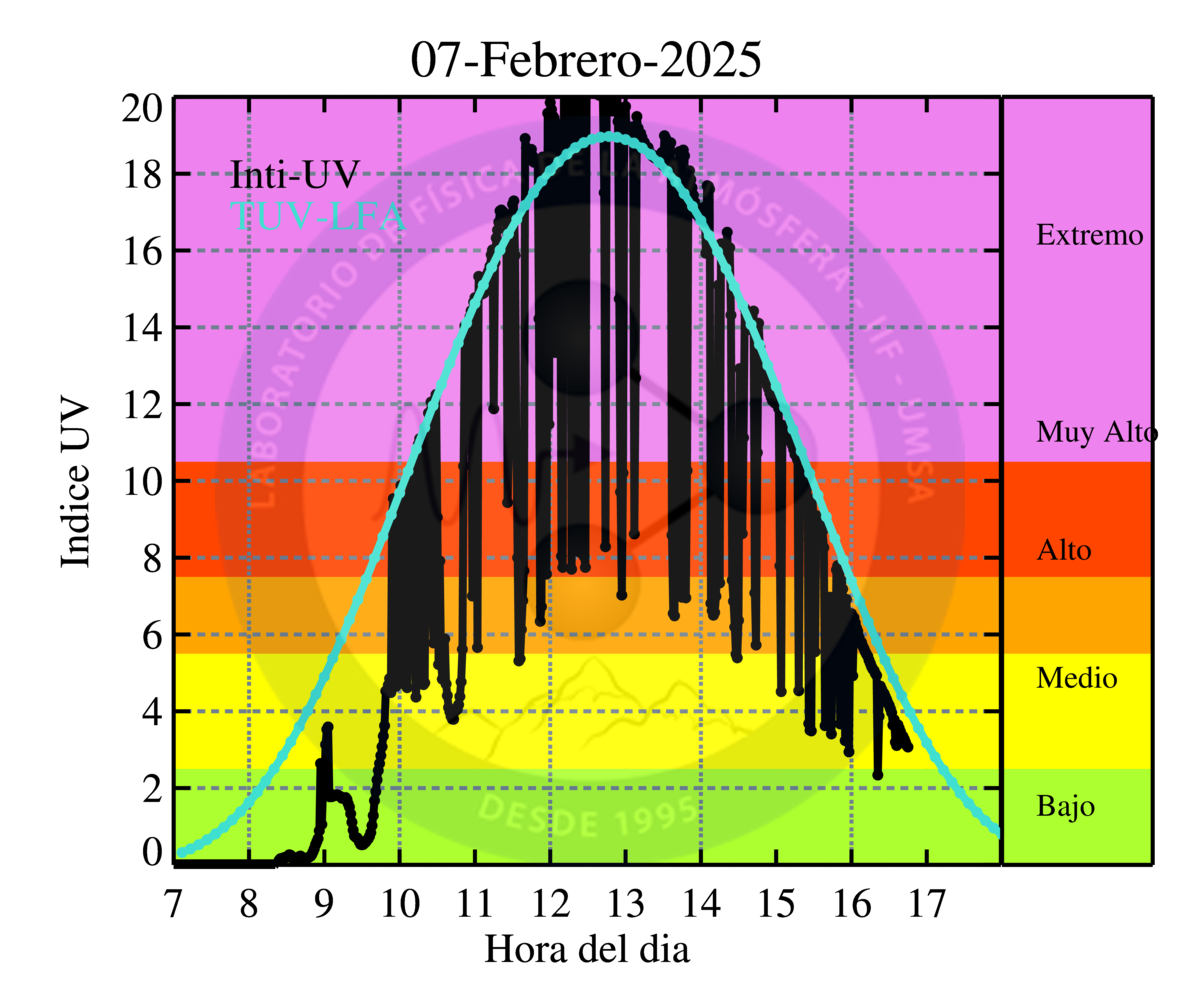 07-Febrero-2025
Indice UV
20
18
16
14
12
10
8
6
4
2
0
Inti-UV
TUV-LFA
LABORATORIO DE FÍSICA DE LA ATMÓSFERA - IIF - UMSA
DESDE 1995
Extremo
Muy Alto
Alto
Medio
Bajo
7 8 9 10 11 12 13 14 15 16 17
Hora del dia